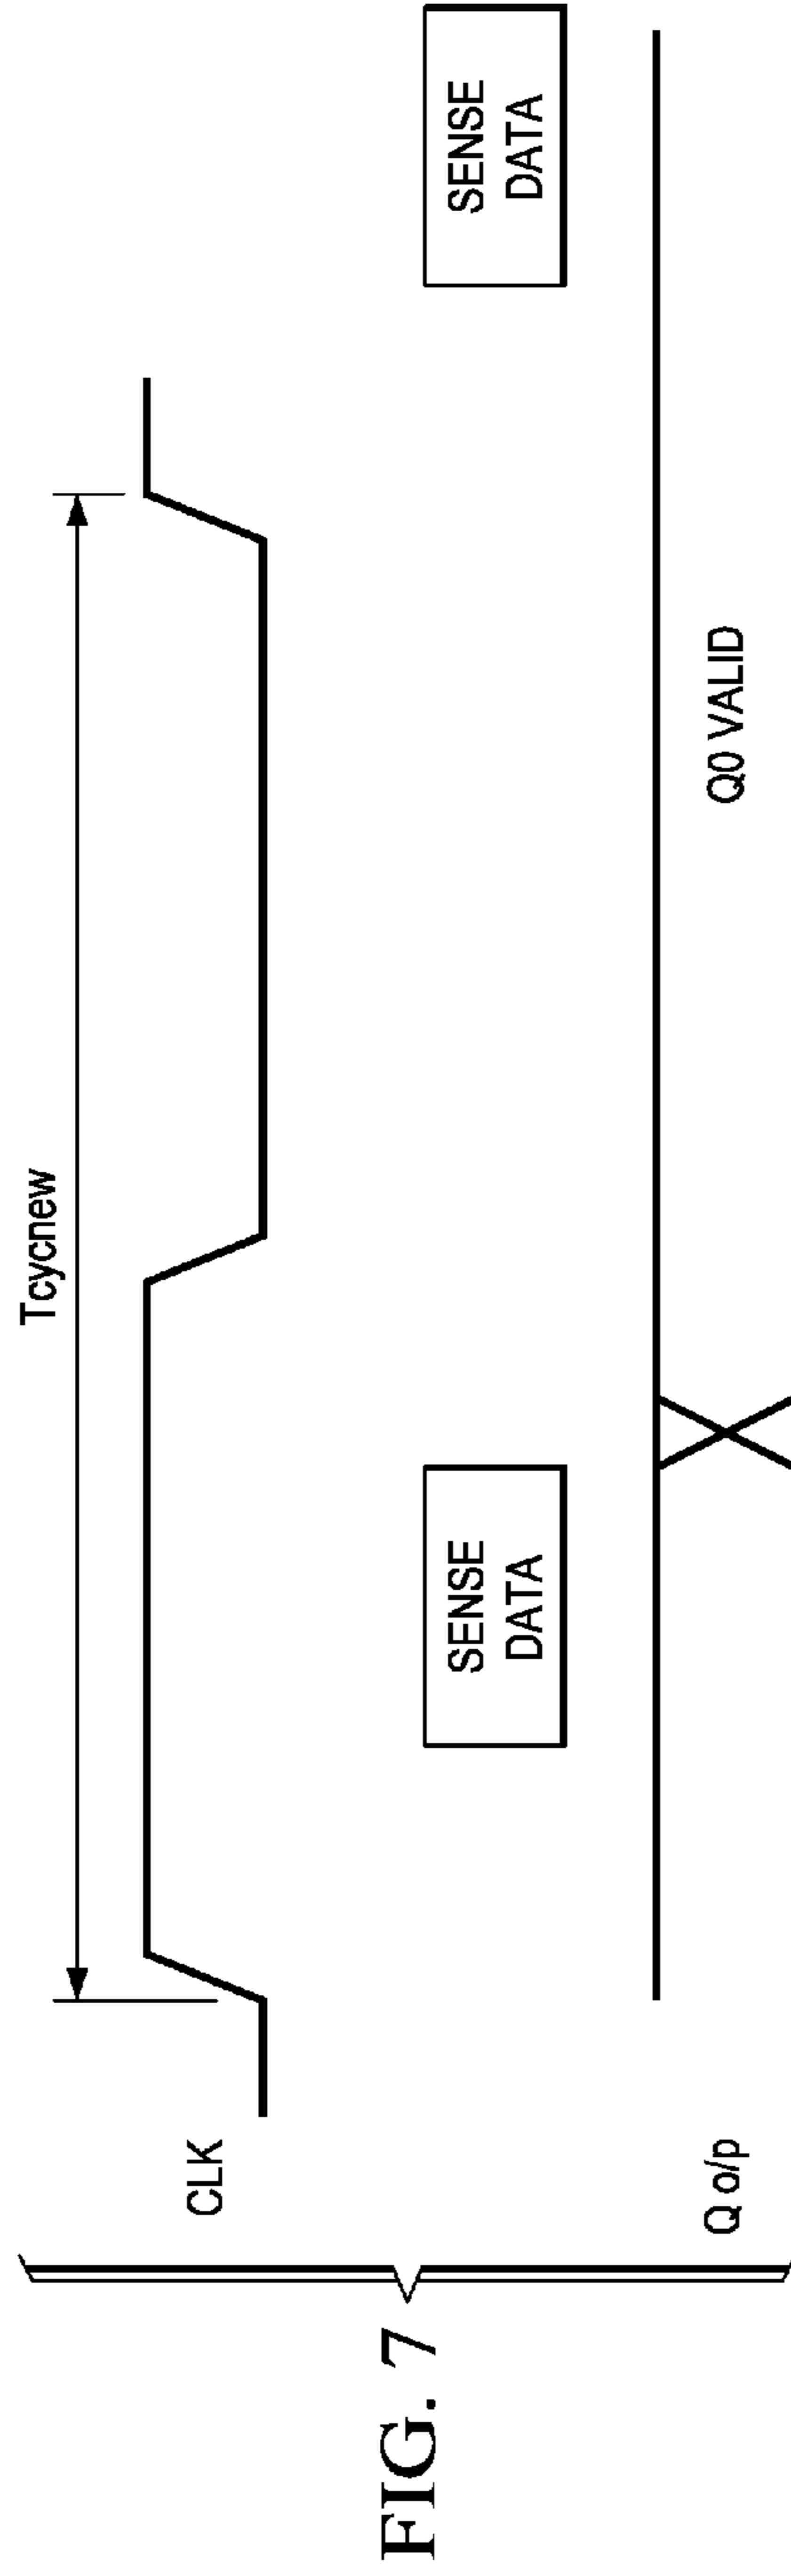 Tcycnew
CLK
SENSE
DATA
SENSE
DATA
Q o/p
Q0 VALID
FIG. 7